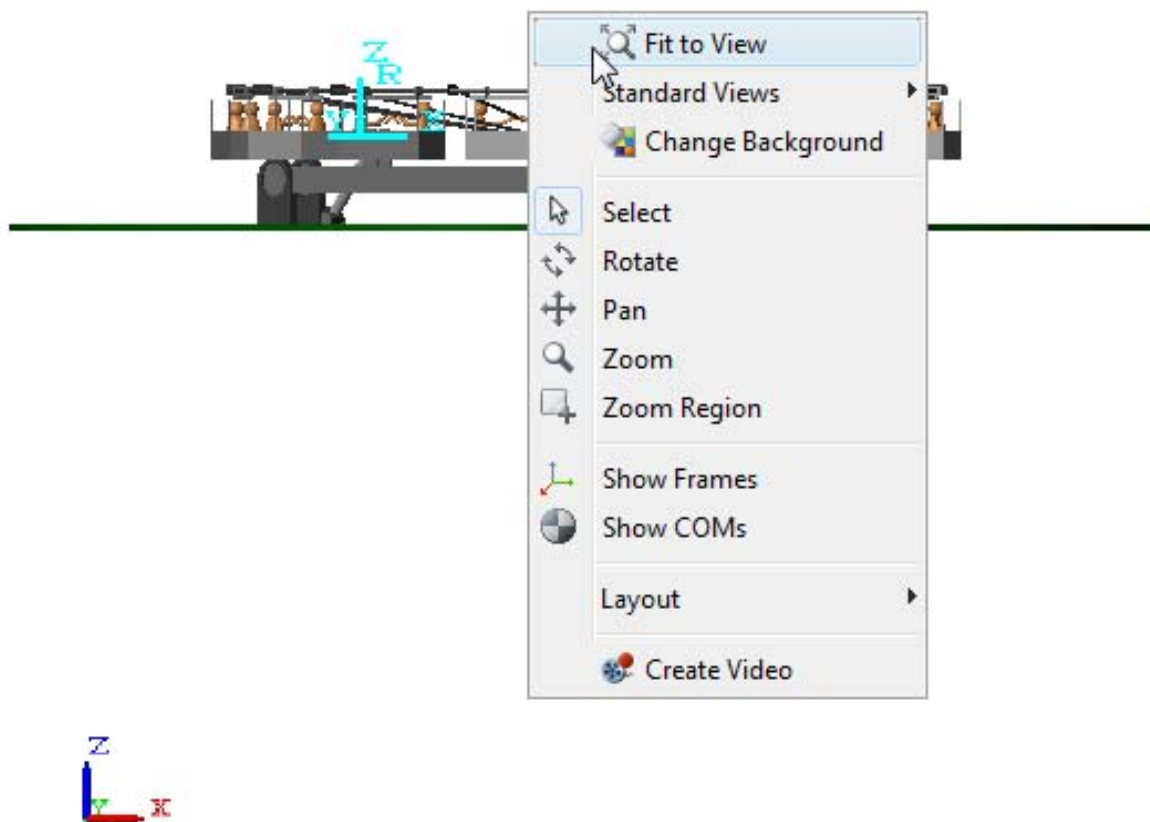 Z
R
Y
X
Fit to View
Standard Views
Change Background
Select
Rotate
Pan
Zoom
Zoom Region
Show Frames
Show COMs
Layout
Create Video
Z
Y
X